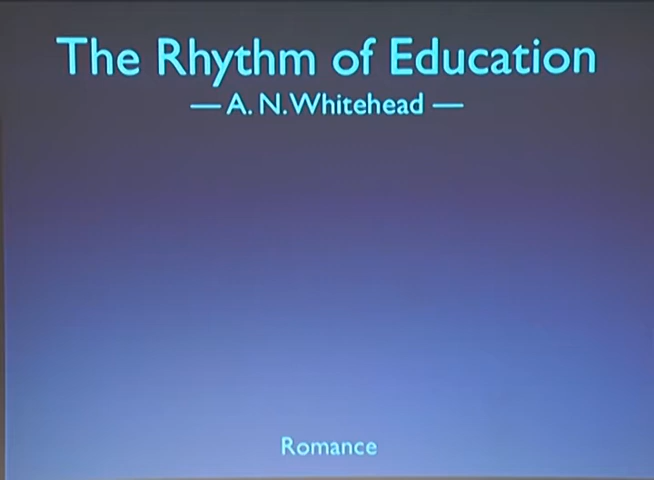 The Rhythm of Education
— A. N. Whitehead —
Romance